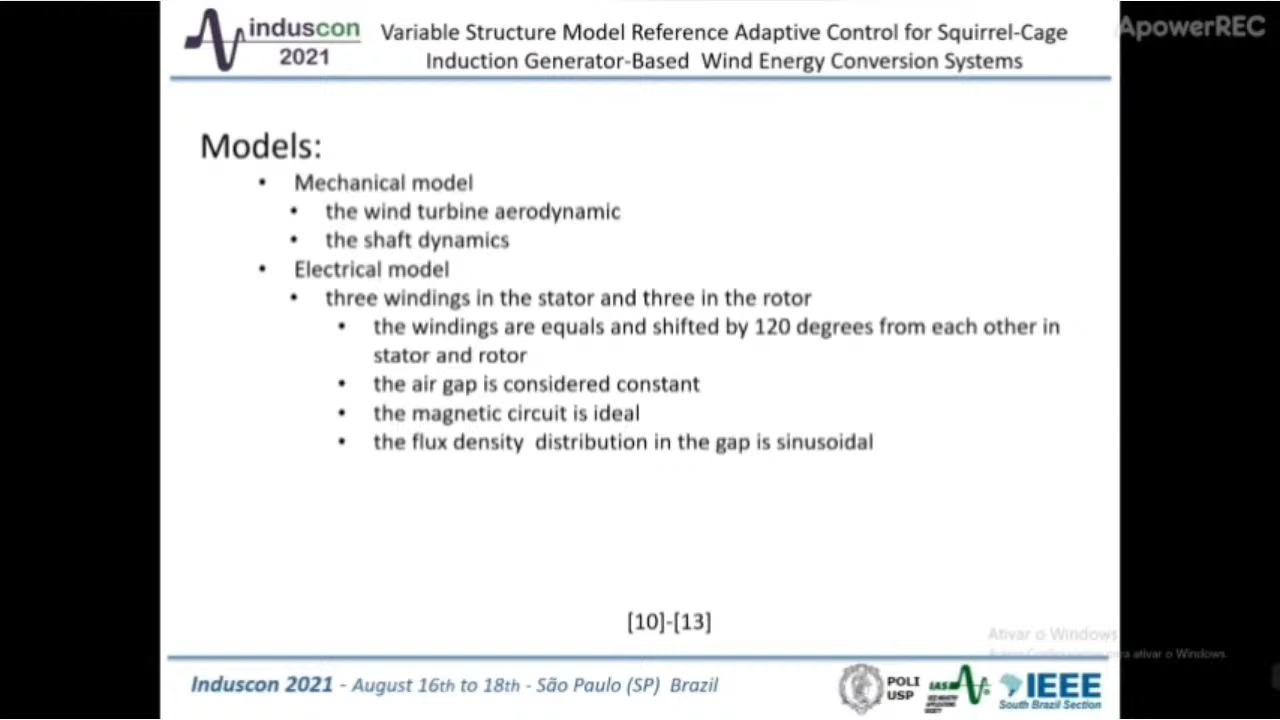 induscon
2021
Variable Structure Model Reference Adaptive Control for Squirrel-Cage
Induction Generator-Based Wind Energy Conversion Systems
ApowerREC
Models:
• Mechanical model
• the wind turbine aerodynamic
• the shaft dynamics
• Electrical model
• three windings in the stator and three in the rotor
• the windings are equals and shifted by 120 degrees from each other in
stator and rotor
• the air gap is considered constant
• the magnetic circuit is ideal
• the flux density distribution in the gap is sinusoidal
[10]-[13]
Ativar o Windows
para ativar o Windows.
Induscon 2021 - August 16th to 18th - São Paulo (SP) Brazil
POLI
USP
IAS
IEEE
South Brazil Section